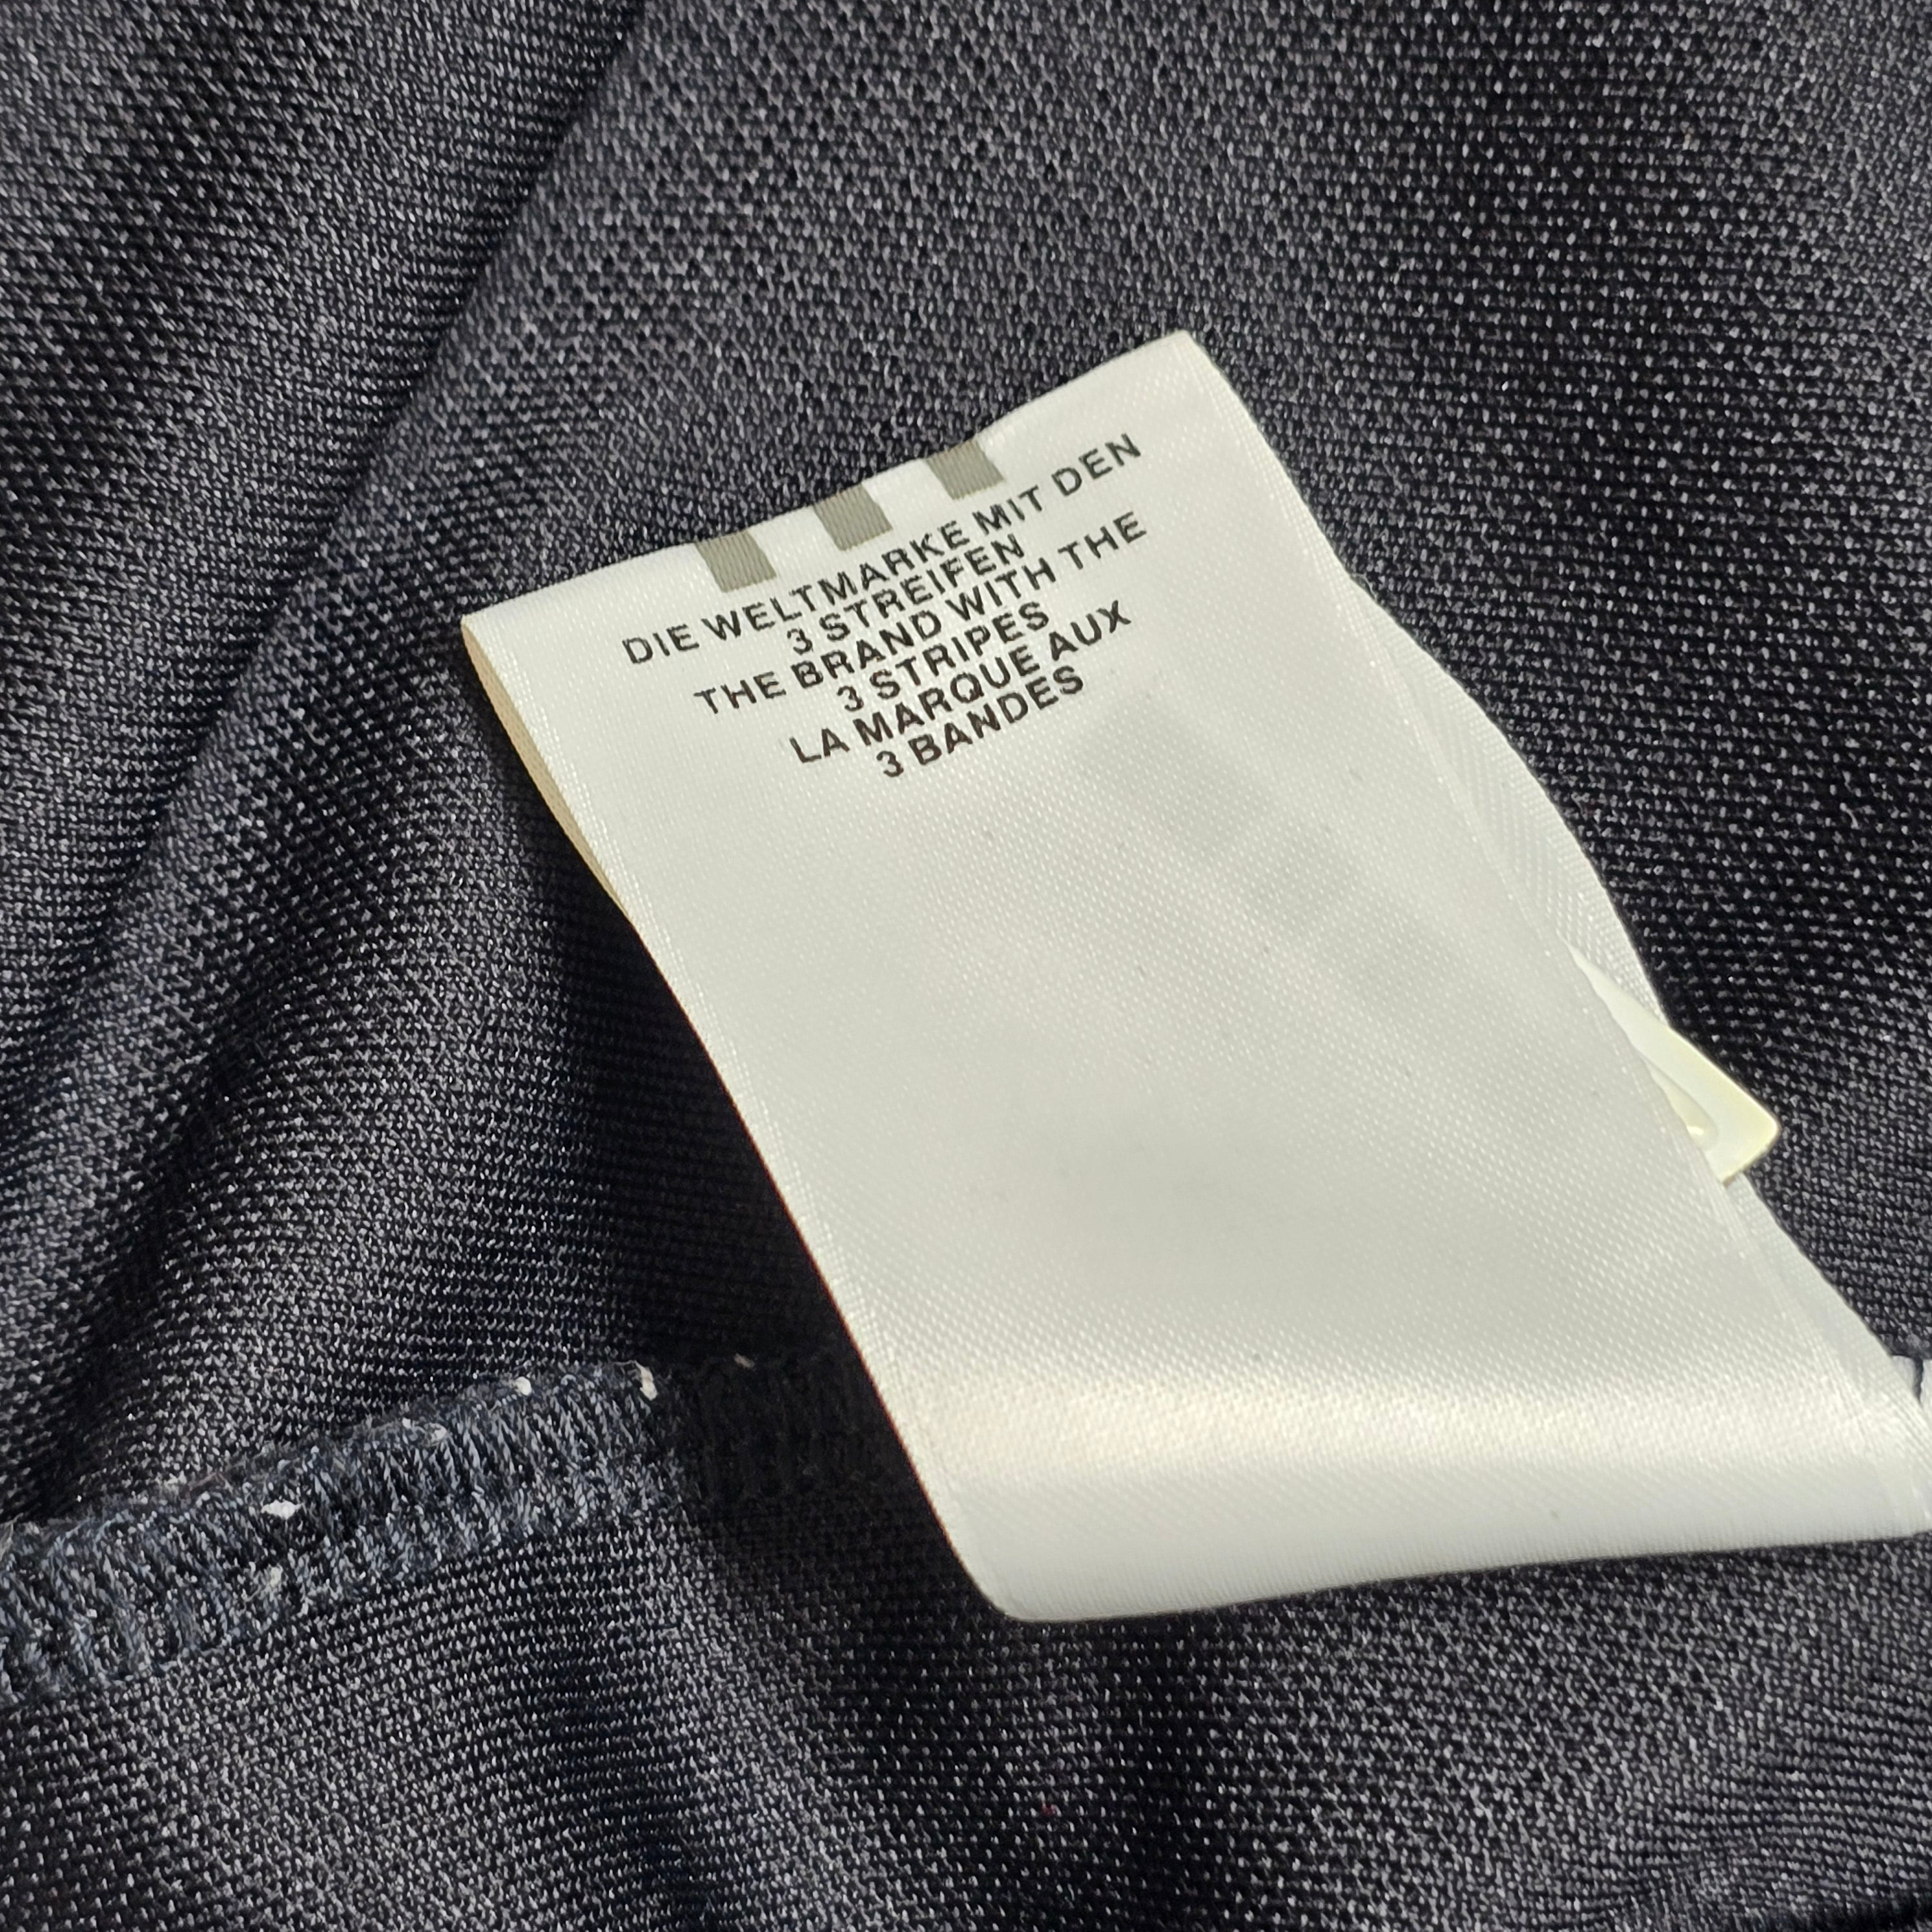 DIE WELTMARKE MIT DEN
3 STREIFEN
THE BRAND WITH THE
3 STRIPES
LA MARQUE AUX
3 BANDES